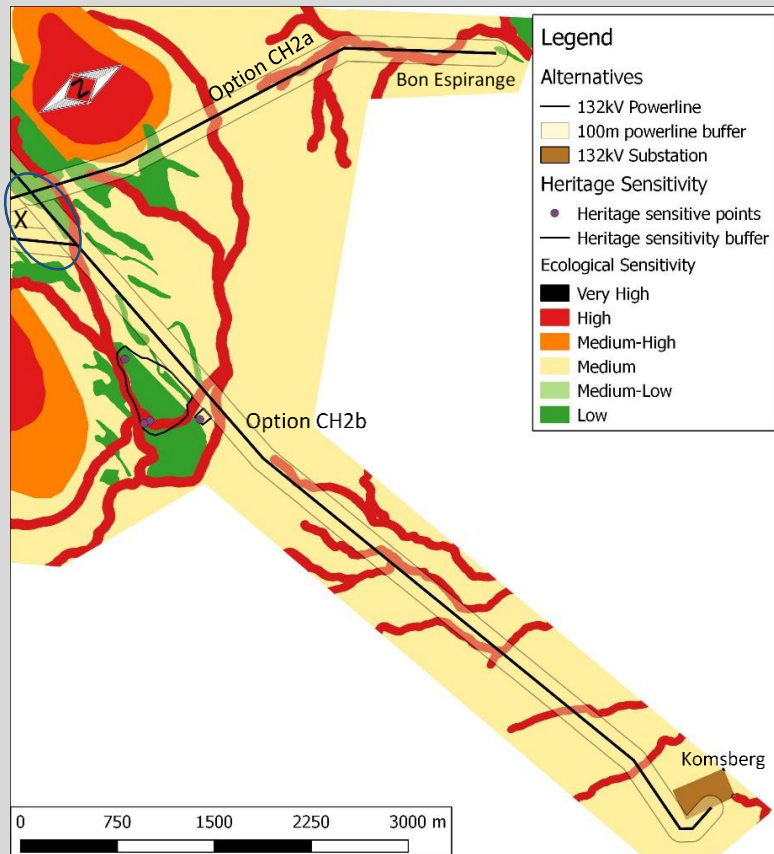 Option CH2a
Bon Espirange
N
X
Option CH2b
Komsberg
0 750 1500 2250 3000 m
Legend
Alternatives
132kV Powerline
100m powerline buffer
132kV Substation
Heritage Sensitivity
Heritage sensitive points
Heritage sensitivity buffer
Ecological Sensitivity
Very High
High
Medium-High
Medium
Medium-Low
Low